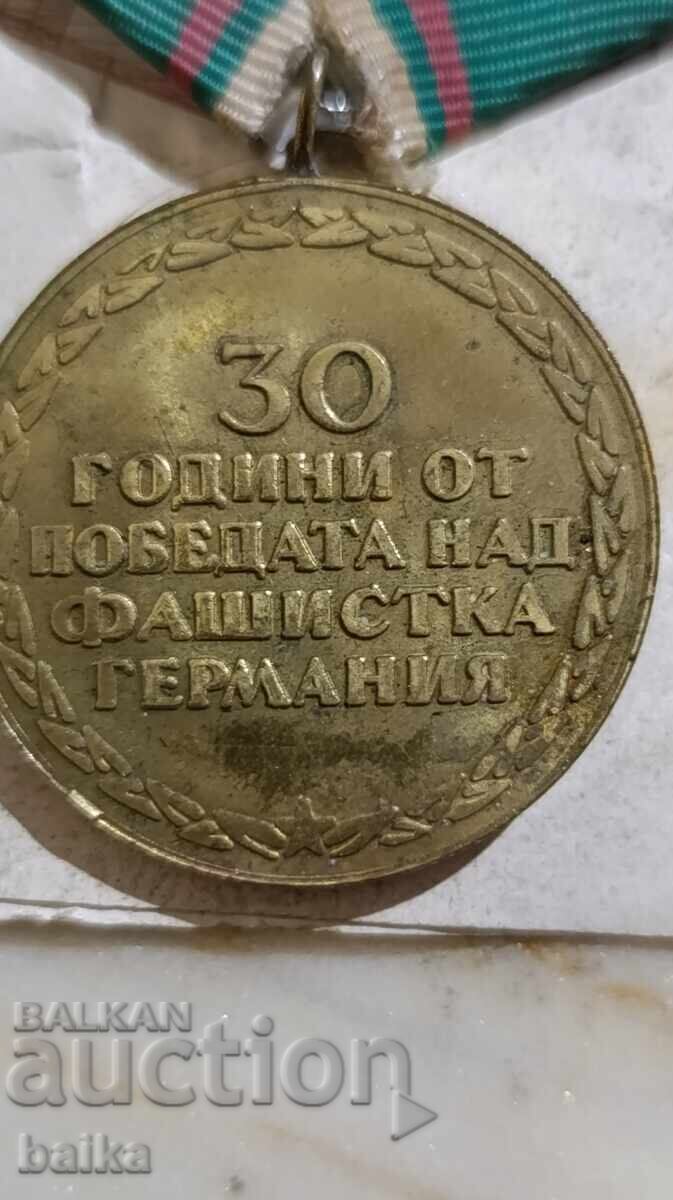 30
ГОДИНИ ОТ
ПОБЕДАТА НАД
ФАШИСТКА
ГЕРМАНИЯ
BALKAN
auction
baika